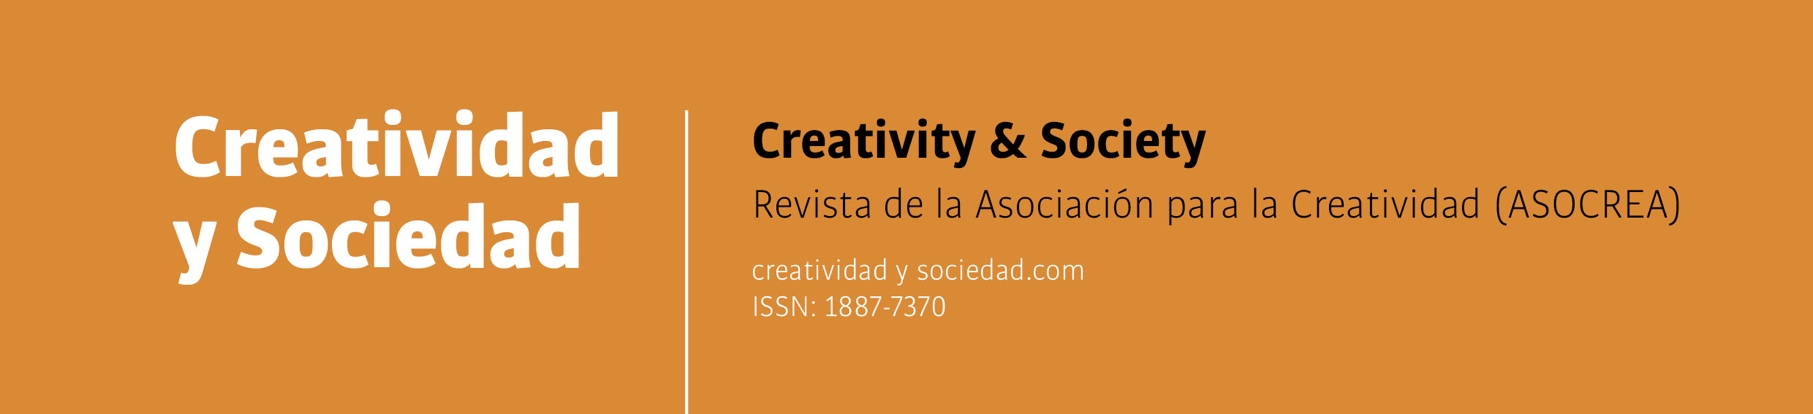 Creatividad
y Sociedad
Creativity & Society
Revista de la Asociación para la Creatividad (ASOCREA)
creatividad y sociedad.com
ISSN: 1887-7370